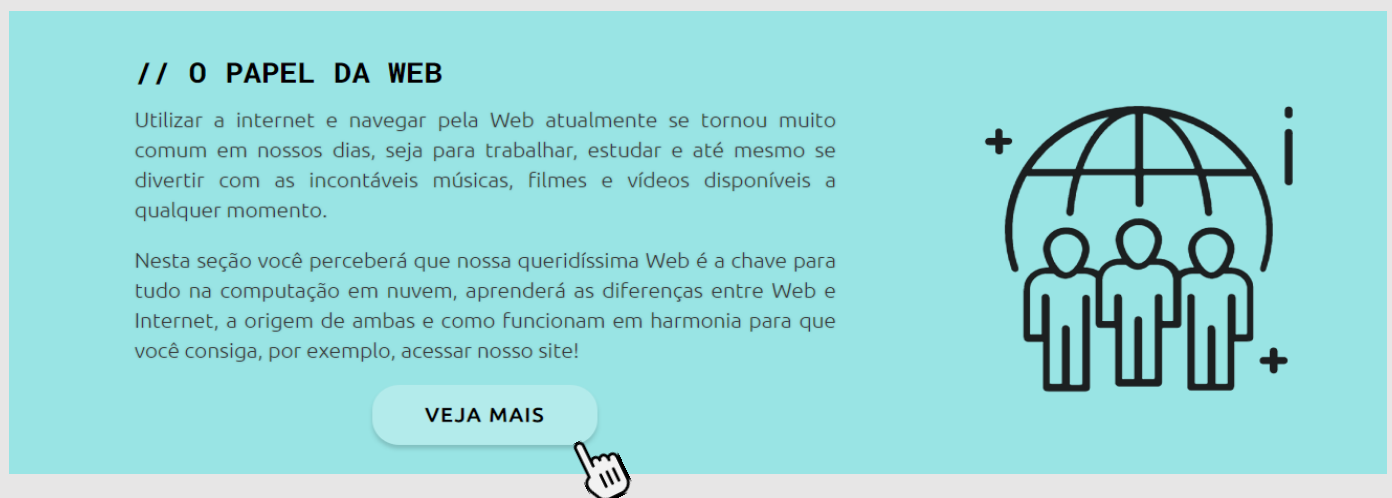 // O PAPEL DA WEB
Utilizar a internet e navegar pela Web atualmente se tornou muito
comum em nossos dias, seja para trabalhar, estudar e até mesmo se
divertir com as incontáveis músicas, filmes e vídeos disponíveis a
qualquer momento.
Nesta seção você perceberá que nossa queridíssima Web é a chave para
tudo na computação em nuvem, aprenderá as diferenças entre Web e
Internet, a origem de ambas e como funcionam em harmonia para que
você consiga, por exemplo, acessar nosso site!
VEJA MAIS